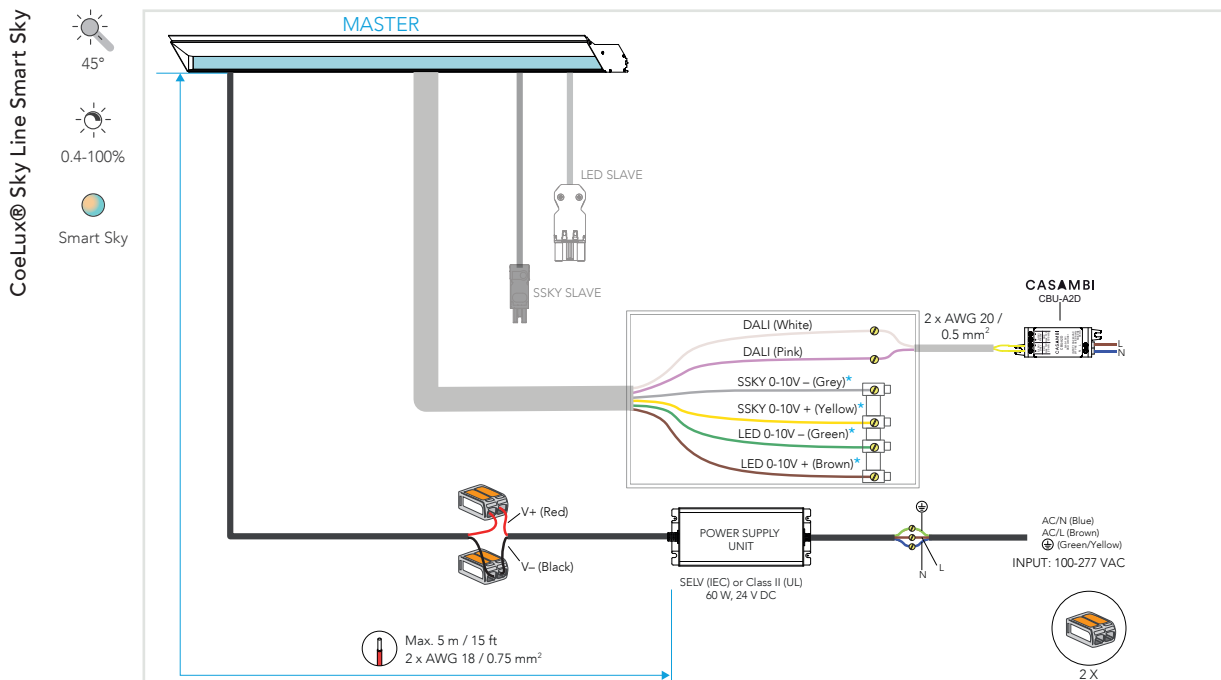 CoeLux® Sky Line Smart Sky
45°
0.4-100%
Smart Sky
MASTER
LED SLAVE
SSKY SLAVE
DALI (White)
DALI (Pink)
SSKY 0-10V – (Grey)*
SSKY 0-10V + (Yellow)*
LED 0-10V – (Green)*
LED 0-10V + (Brown)*
2 x AWG 20 /
0.5 mm²
CASAMBI
CBU-A2D
CASAMBI
L
N
V+ (Red)
V– (Black)
POWER SUPPLY
UNIT
SELV (IEC) or Class II (UL)
60 W, 24 V DC
N
L
AC/N (Blue)
AC/L (Brown)
(Green/Yellow)
INPUT: 100-277 VAC
Max. 5 m / 15 ft
2 x AWG 18 / 0.75 mm²
2 X